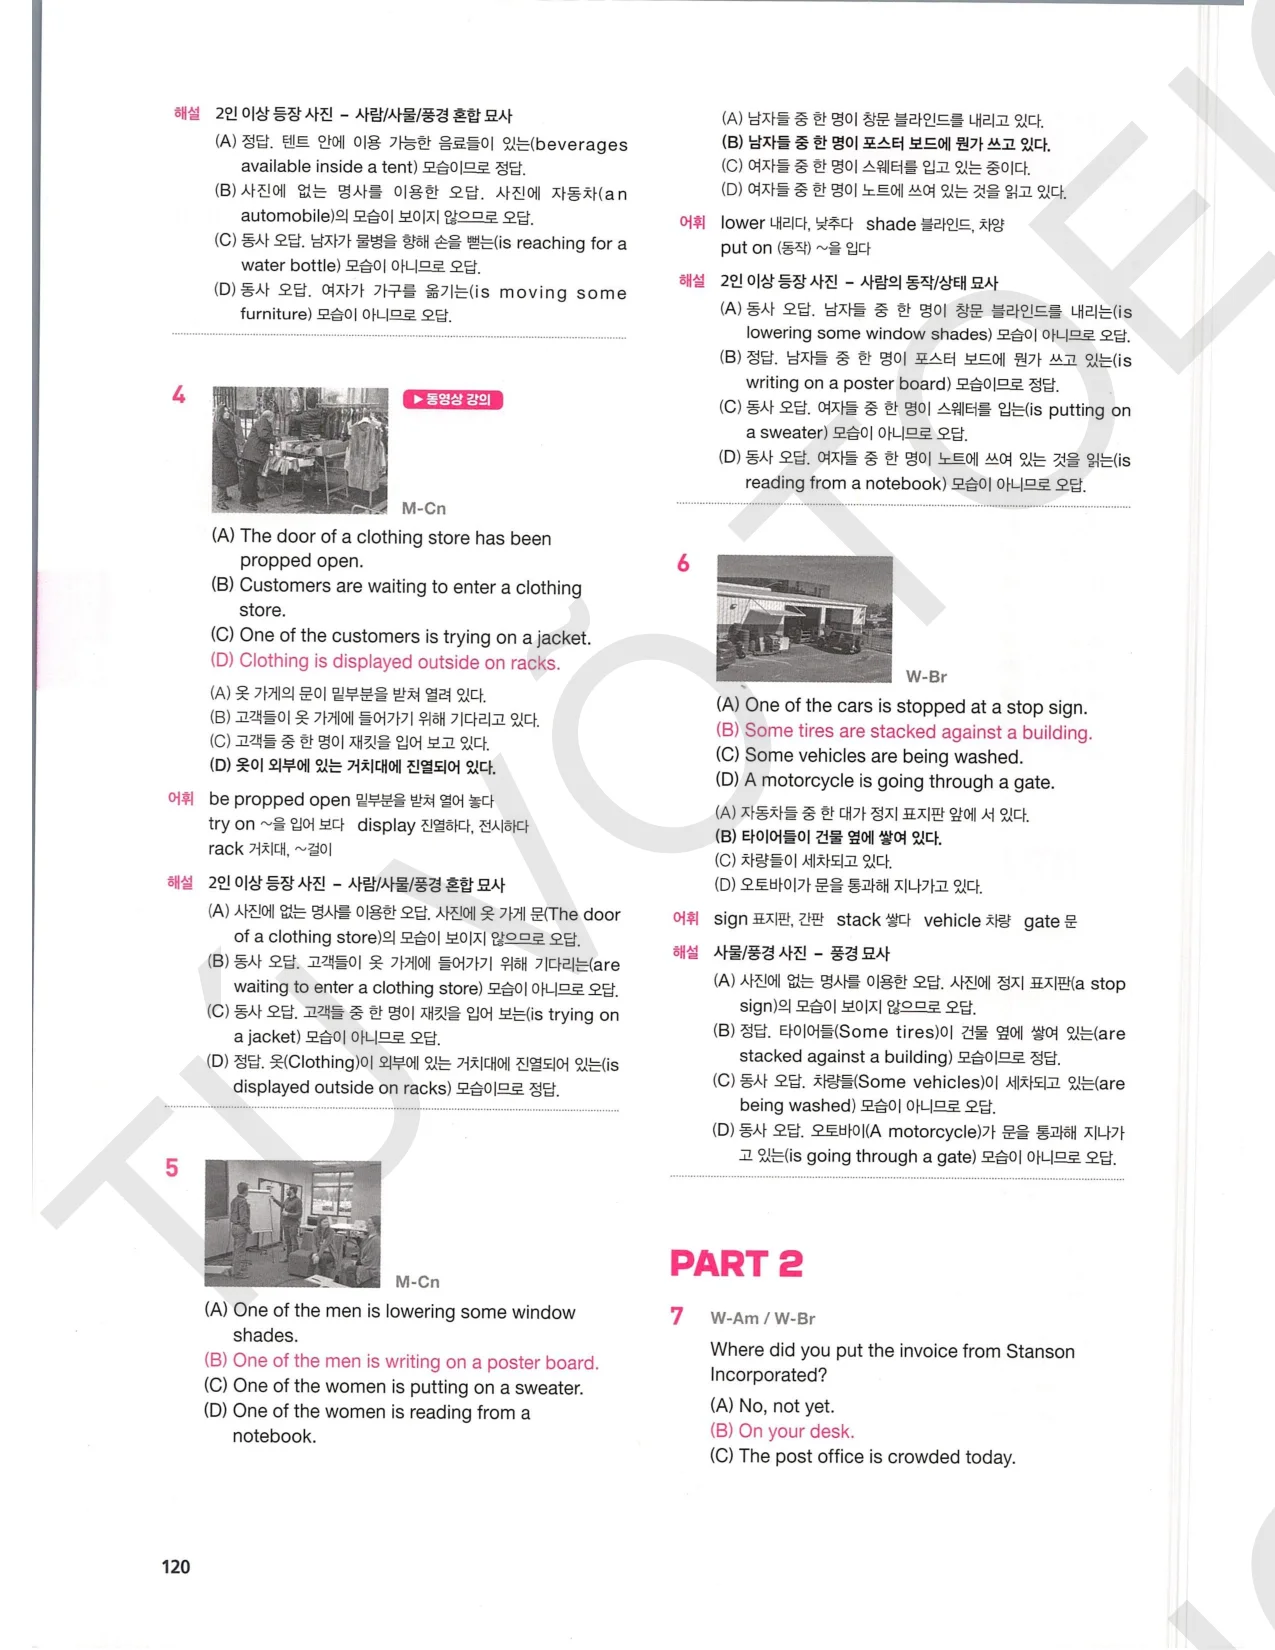 해설 2인 이상 등장 사진 – 사람/사물/풍경 혼합 묘사
(A) 정답. 텐트 안에 이용 가능한 음료들이 있는(beverages
available inside a tent) 모습이므로 정답.
(B) 사진에 없는 명사를 이용한 오답. 사진에 자동차(an
automobile)의 모습이 보이지 않으므로 오답.
(C) 동사 오답. 남자가 물병을 향해 손을 뻗는(is reaching for a
water bottle) 모습이 아니므로 오답.
(D) 동사 오답. 여자가 가구를 옮기는(is moving some
furniture) 모습이 아니므로 오답.
4
▶ 동영상 강의
M-Cn
(A) The door of a clothing store has been
propped open.
(B) Customers are waiting to enter a clothing
store.
(C) One of the customers is trying on a jacket.
(D) Clothing is displayed outside on racks.
(A) 옷 가게의 문이 밑부분을 받쳐 열려 있다.
(B) 고객들이 옷 가게에 들어가기 위해 기다리고 있다.
(C) 고객들 중 한 명이 재킷을 입어 보고 있다.
(D) 옷이 외부에 있는 거치대에 진열되어 있다.
어휘 be propped open 밑부분을 받쳐 열어 놓다
try on ~을 입어 보다 display 진열하다, 전시하다
rack 거치대, ~걸이
해설 2인 이상 등장 사진 – 사람/사물/풍경 혼합 묘사
(A) 사진에 없는 명사를 이용한 오답. 사진에 옷 가게 문(The door
of a clothing store)의 모습이 보이지 않으므로 오답.
(B) 동사 오답. 고객들이 옷 가게에 들어가기 위해 기다리는(are
waiting to enter a clothing store) 모습이 아니므로 오답.
(C) 동사 오답. 고객들 중 한 명이 재킷을 입어 보는(is trying on
a jacket) 모습이 아니므로 오답.
(D) 정답. 옷(Clothing)이 외부에 있는 거치대에 진열되어 있는(is
displayed outside on racks) 모습이므로 정답.
5
M-Cn
(A) One of the men is lowering some window
shades.
(B) One of the men is writing on a poster board.
(C) One of the women is putting on a sweater.
(D) One of the women is reading from a
notebook.
(A) 남자들 중 한 명이 창문 블라인드를 내리고 있다.
(B) 남자들 중 한 명이 포스터 보드에 뭔가 쓰고 있다.
(C) 여자들 중 한 명이 스웨터를 입고 있는 중이다.
(D) 여자들 중 한 명이 노트에 쓰여 있는 것을 읽고 있다.
어휘 lower 내리다, 낮추다 shade 블라인드, 차양
put on (동작) ~을 입다
해설 2인 이상 등장 사진 – 사람의 동작/상태 묘사
(A) 동사 오답. 남자들 중 한 명이 창문 블라인드를 내리는(is
lowering some window shades) 모습이 아니므로 오답.
(B) 정답. 남자들 중 한 명이 포스터 보드에 뭔가 쓰고 있는(is
writing on a poster board) 모습이므로 정답.
(C) 동사 오답. 여자들 중 한 명이 스웨터를 입는(is putting on
a sweater) 모습이 아니므로 오답.
(D) 동사 오답. 여자들 중 한 명이 노트에 쓰여 있는 것을 읽는(is
reading from a notebook) 모습이 아니므로 오답.
6
W-Br
(A) One of the cars is stopped at a stop sign.
(B) Some tires are stacked against a building.
(C) Some vehicles are being washed.
(D) A motorcycle is going through a gate.
(A) 자동차들 중 한 대가 정지 표지판 앞에 서 있다.
(B) 타이어들이 건물 옆에 쌓여 있다.
(C) 차량들이 세차되고 있다.
(D) 오토바이가 문을 통과해 지나가고 있다.
어휘 sign 표지판, 간판 stack 쌓다 vehicle 차량 gate 문
해설 사물/풍경 사진 – 풍경 묘사
(A) 사진에 없는 명사를 이용한 오답. 사진에 정지 표지판(a stop
sign)의 모습이 보이지 않으므로 오답.
(B) 정답. 타이어들(Some tires)이 건물 옆에 쌓여 있는(are
stacked against a building) 모습이므로 정답.
(C) 동사 오답. 차량들(Some vehicles)이 세차되고 있는(are
being washed) 모습이 아니므로 오답.
(D) 동사 오답. 오토바이(A motorcycle)가 문을 통과해 지나가
고 있는(is going through a gate) 모습이 아니므로 오답.
PART 2
7 W-Am / W-Br
Where did you put the invoice from Stanson
Incorporated?
(A) No, not yet.
(B) On your desk.
(C) The post office is crowded today.
120
TÚ VÕ TOEIC